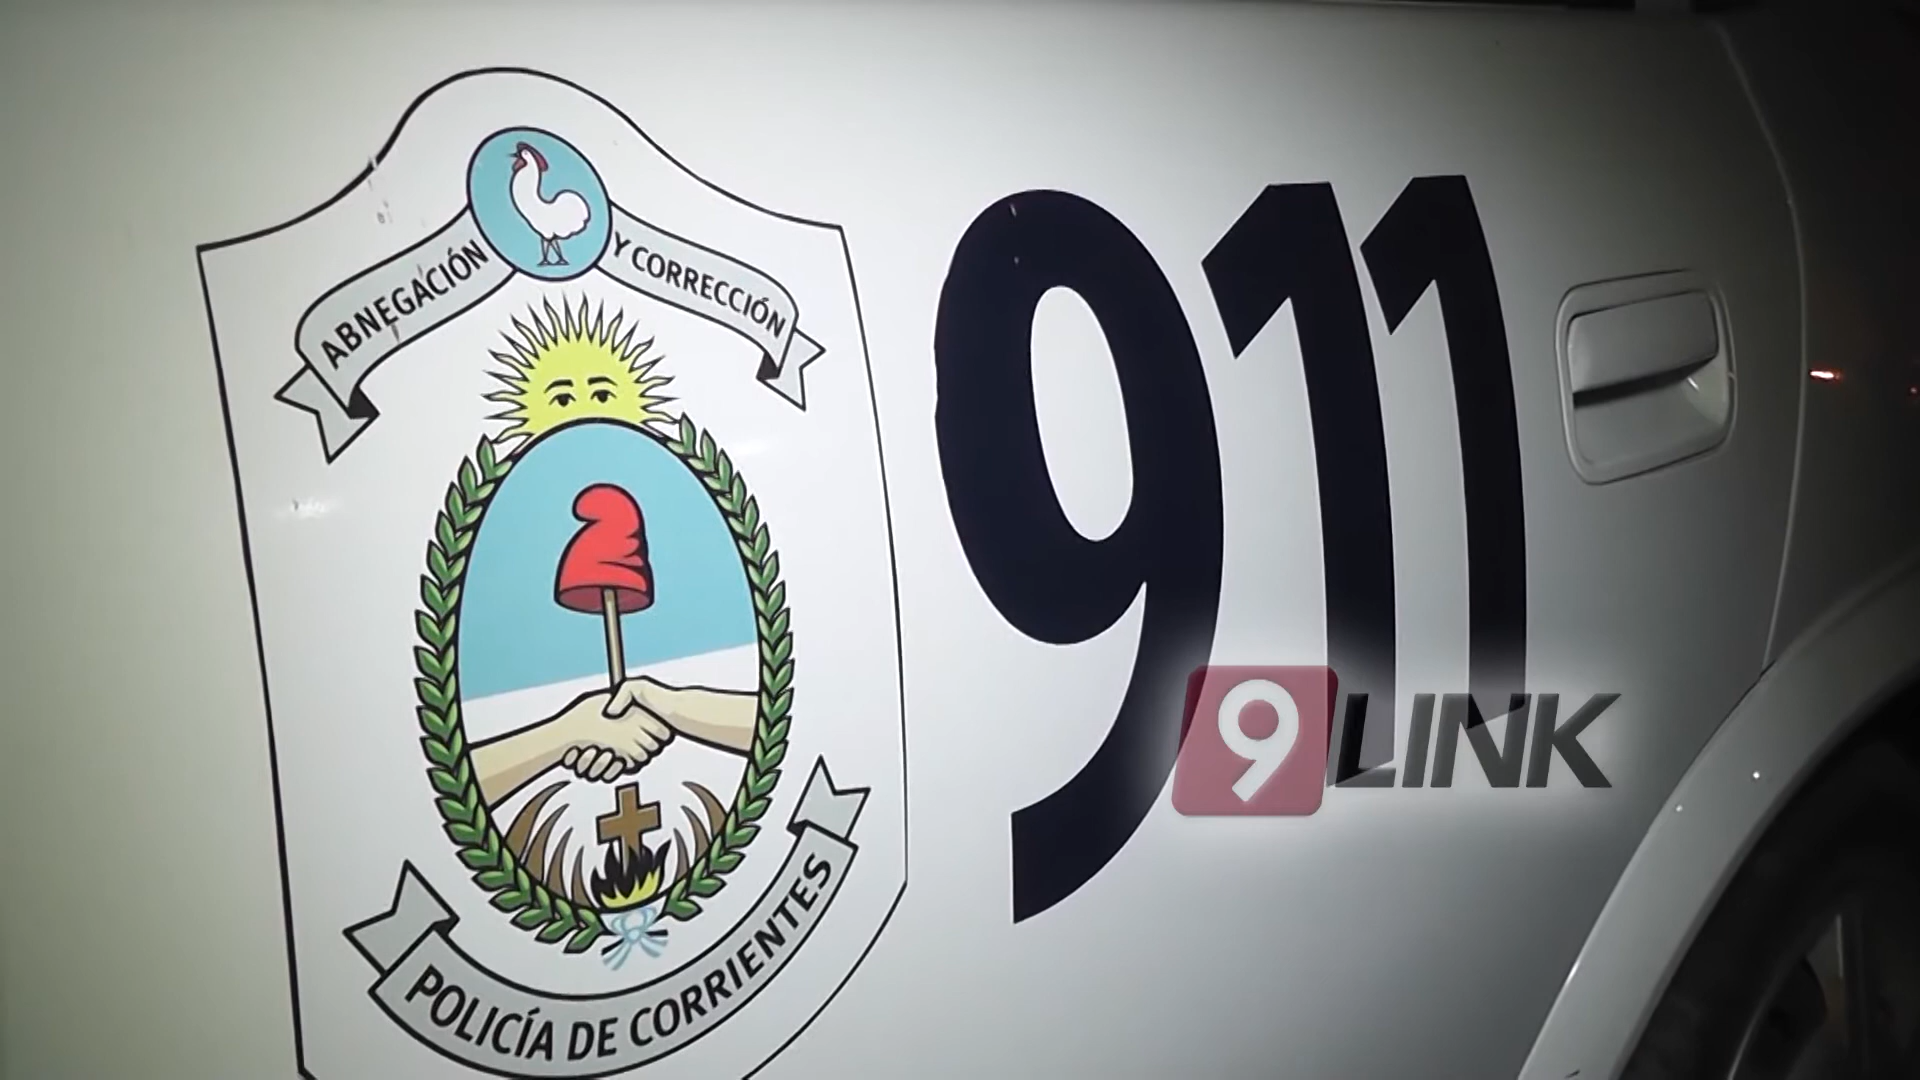 ABNEGACIÓN Y CORRECCIÓN
911
9 LINK
POLICÍA DE CORRIENTES